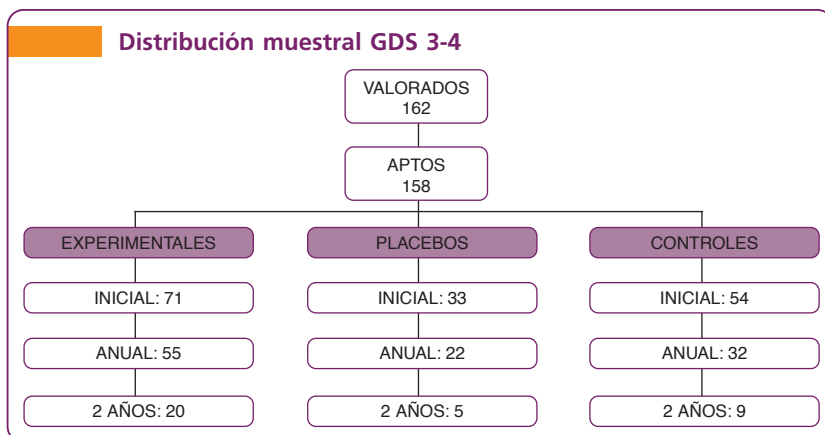 Distribución muestral GDS 3-4
VALORADOS
162
APTOS
158
EXPERIMENTALES
PLACEBOS
CONTROLES
INICIAL: 71
INICIAL: 33
INICIAL: 54
ANUAL: 55
ANUAL: 22
ANUAL: 32
2 AÑOS: 20
2 AÑOS: 5
2 AÑOS: 9